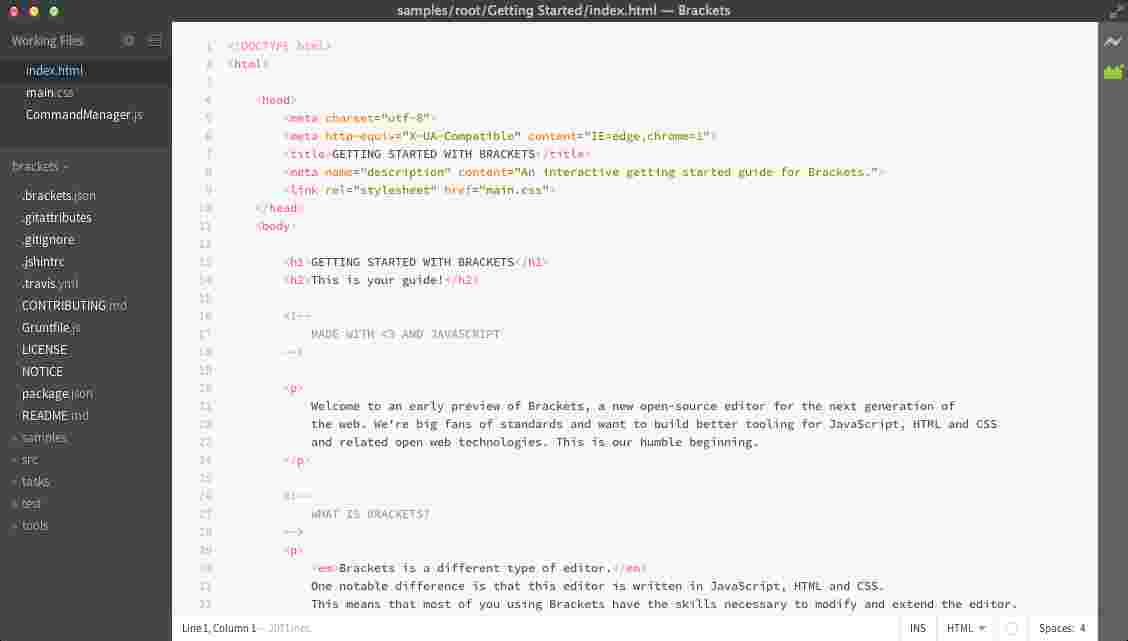 samples/root/Getting Started/index.html — Brackets
Working Files
index.html
main.css
CommandManager.js
brackets
.brackets.json
.gitattributes
.gitignore
.jshintrc
.travis.yml
CONTRIBUTING.md
Gruntfile.js
LICENSE
NOTICE
package.json
README.md
samples
src
tasks
test
tools
1 <!DOCTYPE html>
2 <html>
3
4 <head>
5 <meta charset="utf-8">
6 <meta http-equiv="X-UA-Compatible" content="IE=edge,chrome=1">
7 <title>GETTING STARTED WITH BRACKETS</title>
8 <meta name="description" content="An interactive getting started guide for Brackets.">
9 <link rel="stylesheet" href="main.css">
10 </head>
11 <body>
12
13 <h1>GETTING STARTED WITH BRACKETS</h1>
14 <h2>This is your guide!</h2>
15
16 <!--
17 MADE WITH <3 AND JAVASCRIPT
18 -->
19
20 <p>
21 Welcome to an early preview of Brackets, a new open-source editor for the next generation of
22 the web. We're big fans of standards and want to build better tooling for JavaScript, HTML and CSS
23 and related open web technologies. This is our humble beginning.
24 </p>
25
26 <!--
27 WHAT IS BRACKETS?
28 -->
29 <p>
30 <em>Brackets is a different type of editor.</em>
31 One notable difference is that this editor is written in JavaScript, HTML and CSS.
32 This means that most of you using Brackets have the skills necessary to modify and extend the editor.
Line 1, Column 1 — Lines
INS HTML Spaces: 4